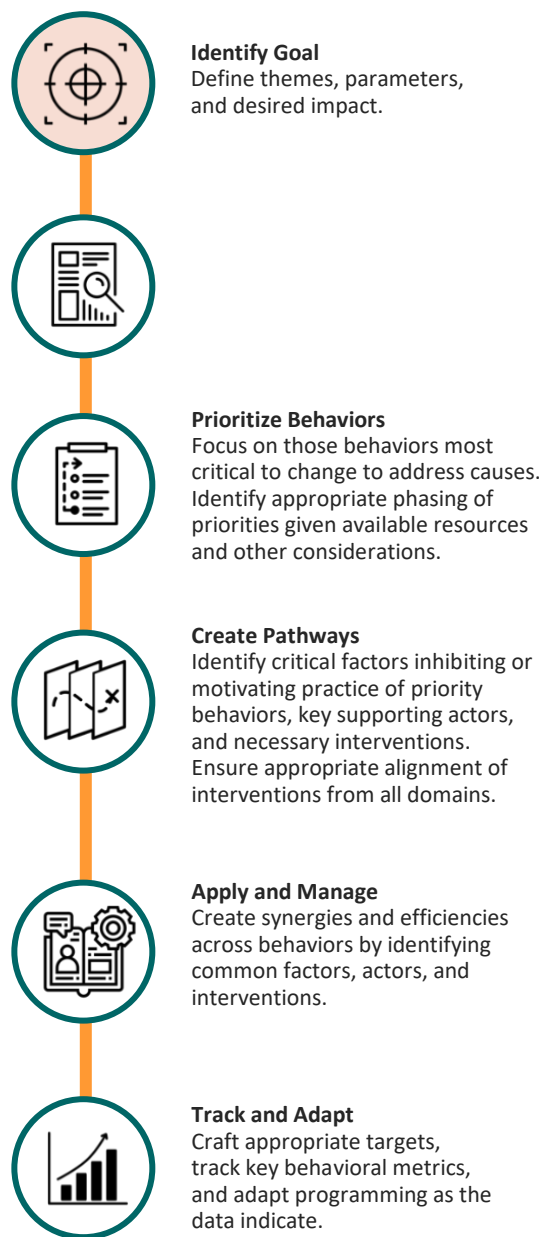 Identify Goal
Define themes, parameters,
and desired impact.
Prioritize Behaviors
Focus on those behaviors most
critical to change to address causes.
Identify appropriate phasing of
priorities given available resources
and other considerations.
Create Pathways
Identify critical factors inhibiting or
motivating practice of priority
behaviors, key supporting actors,
and necessary interventions.
Ensure appropriate alignment of
interventions from all domains.
Apply and Manage
Create synergies and efficiencies
across behaviors by identifying
common factors, actors, and
interventions.
Track and Adapt
Craft appropriate targets,
track key behavioral metrics,
and adapt programming as the
data indicate.